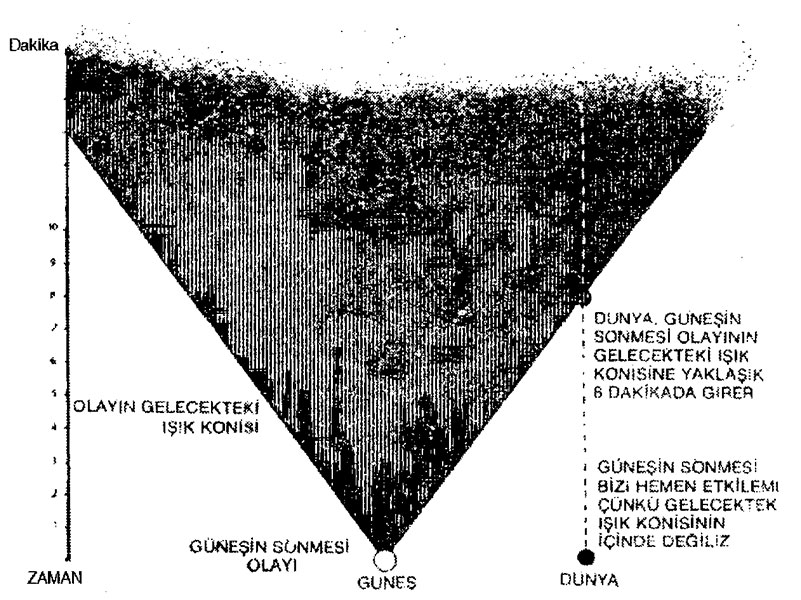 Dakika
10
9
8
7
6
5
4
3
2
1
DUNYA, GUNEŞİN
SONMESİ OLAYININ
GELECEKTEKİ IŞIK
KONİSİNE YAKLAŞIK
8 DAKİKADA GİRER
OLAYIN GELECEKTEKİ
IŞIK KONİSİ
GÜNEŞİN SONMESİ
BİZİ HEMEN ETKİLEMİ
ÇÜNKÜ GELECEKTEK
IŞIK KONİSİNİN
İÇİNDE DEĞİLİZ
GÜNEŞİN SÖNMESİ
OLAYI
ZAMAN
GUNEŞ
DUNYA